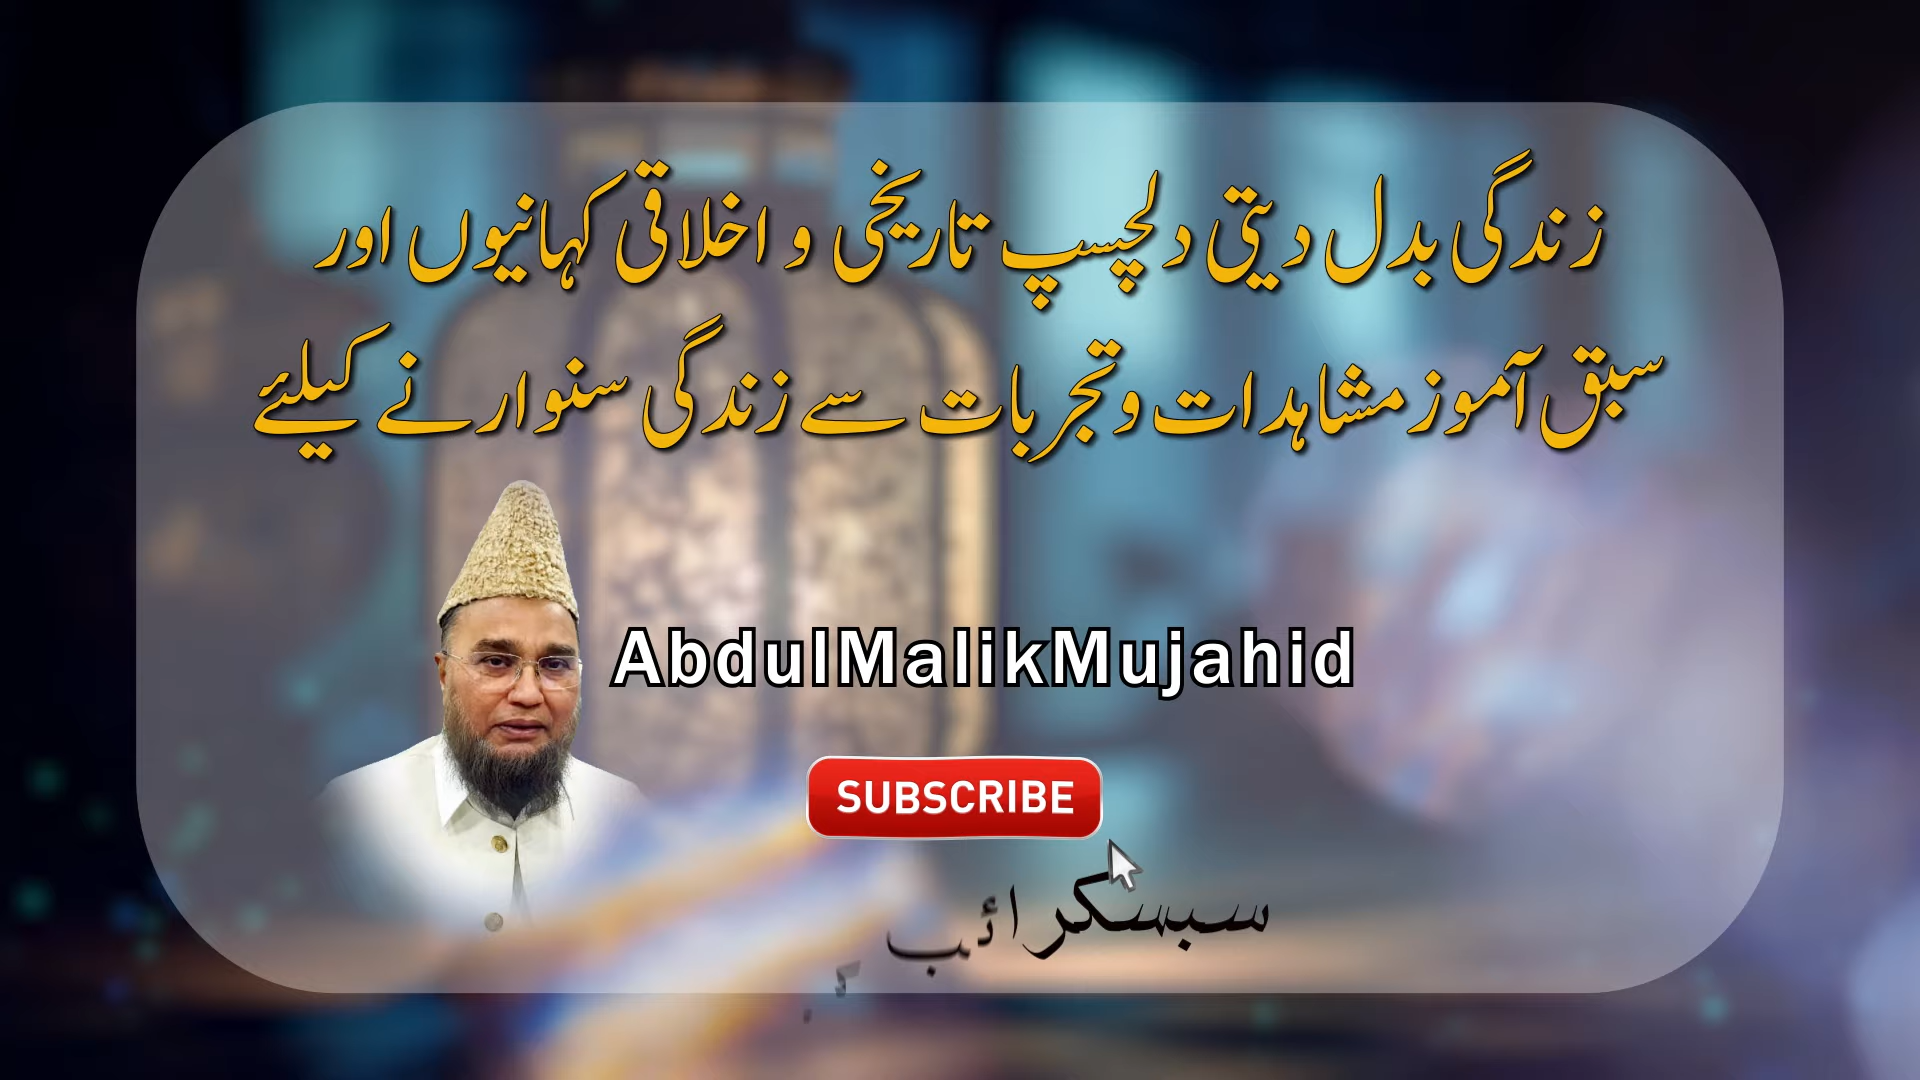 زندگی بدل دیتی دلچسپ تاریخی و اخلاقی کہانیوں اور
سبق آموز مشاہدات و تجربات سے زندگی سنوارنے کیلئے
AbdulMalikMujahid
SUBSCRIBE
سبسکرائب